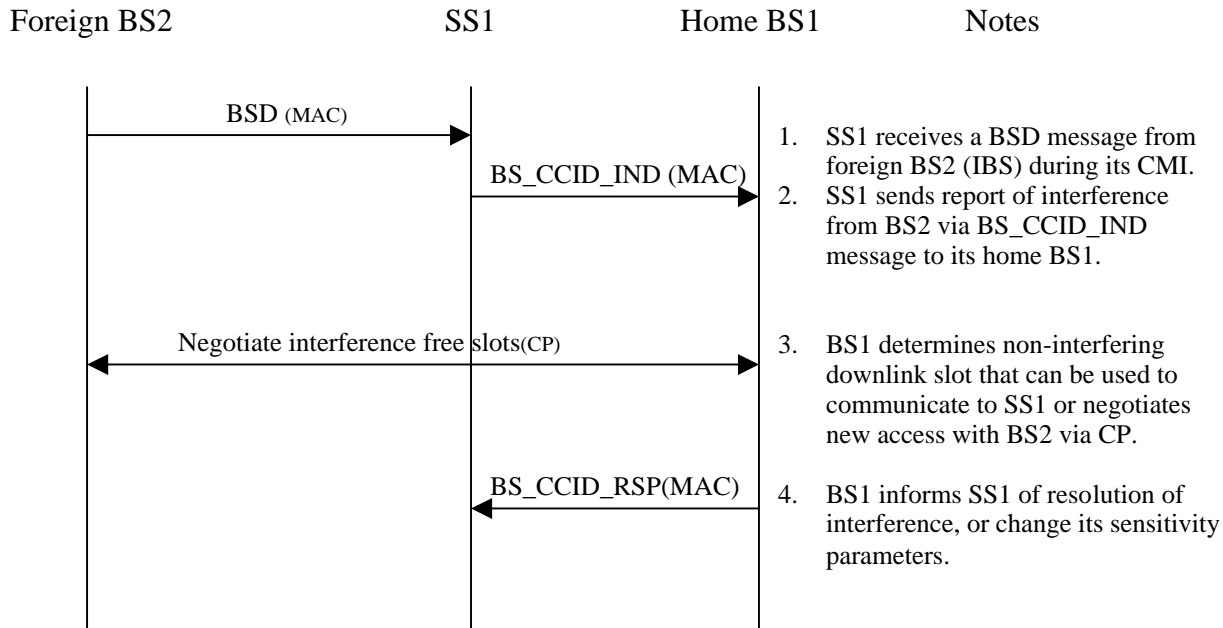 Foreign BS2 SS1 Home BS1 Notes
BSD (MAC)
BS_CCID_IND (MAC)
1. SS1 receives a BSD message from
foreign BS2 (IBS) during its CMI.
2. SS1 sends report of interference
from BS2 via BS_CCID_IND
message to its home BS1.
Negotiate interference free slots(CP)
3. BS1 determines non-interfering
downlink slot that can be used to
communicate to SS1 or negotiates
new access with BS2 via CP.
BS_CCID_RSP(MAC)
4. BS1 informs SS1 of resolution of
interference, or change its sensitivity
parameters.